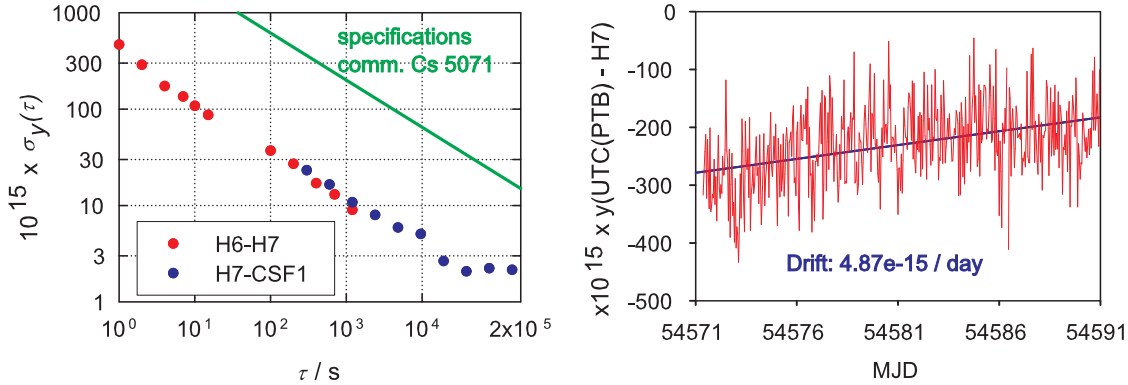 1000
300
100
30
10
3
1
10^15 x σy(τ)
specifications
comm. Cs 5071
H6-H7
H7-CSF1
10^0
10^1
10^2
10^3
10^4
2x10^5
τ / s
0
-100
-200
-300
-400
-500
x10^15 x y(UTC(PTB) - H7)
Drift: 4.87e-15 / day
54571
54576
54581
54586
54591
MJD